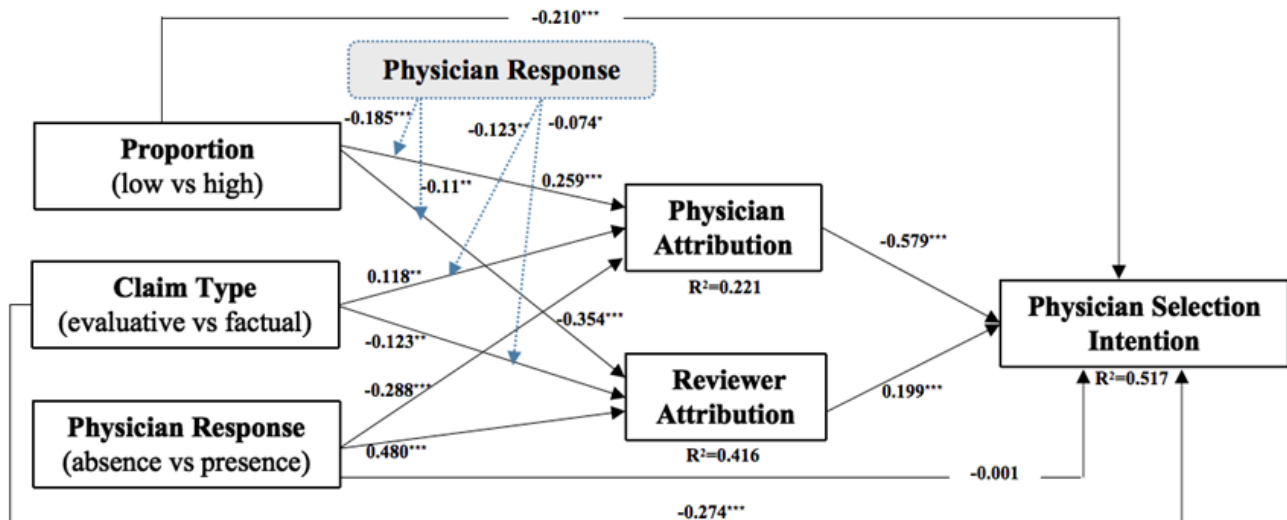 -0.210***
Physician Response
-0.185***
-0.123**
-0.074*
Proportion
(low vs high)
-0.11**
0.259***
Physician
Attribution
R²=0.221
-0.579***
Claim Type
(evaluative vs factual)
0.118**
-0.123**
-0.354***
Physician Selection
Intention
R²=0.517
-0.288***
Reviewer
Attribution
R²=0.416
0.199***
Physician Response
(absence vs presence)
0.480***
-0.001
-0.274***